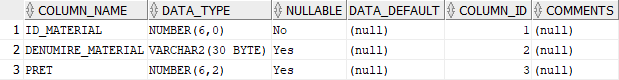 COLUMN_NAME DATA_TYPE NULLABLE DATA_DEFAULT COLUMN_ID COMMENTS
1 ID_MATERIAL NUMBER(6,0) No (null) 1 (null)
2 DENUMIRE_MATERIAL VARCHAR2(30 BYTE) Yes (null) 2 (null)
3 PRET NUMBER(6,2) Yes (null) 3 (null)